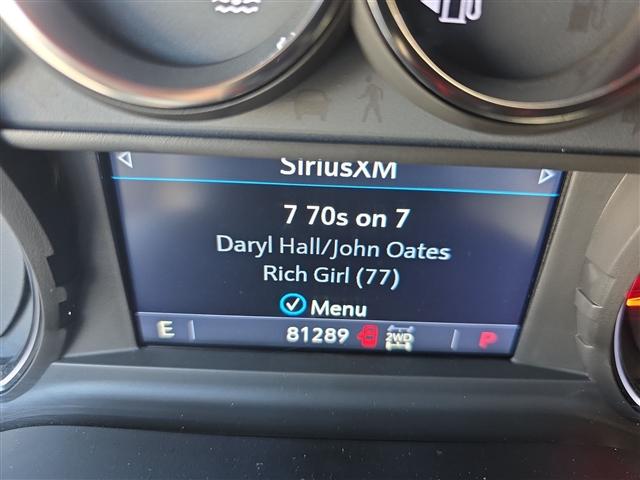 SiriusXM
7 70s on 7
Daryl Hall/John Oates
Rich Girl (77)
Menu
E 81289 2WD P